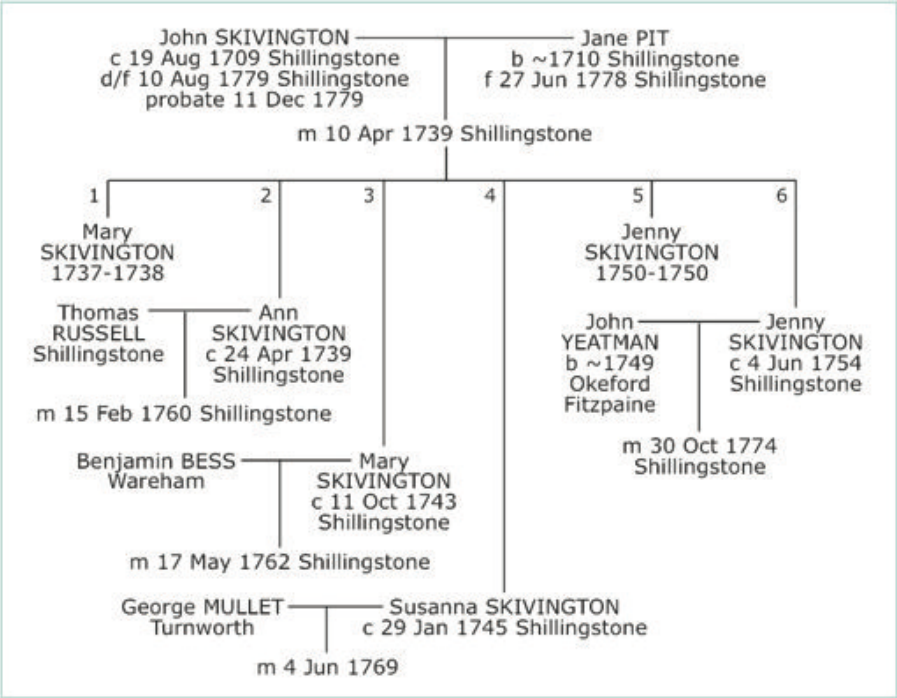 John SKIVINGTON
c 19 Aug 1709 Shillingstone
d/f 10 Aug 1779 Shillingstone
probate 11 Dec 1779
Jane PIT
b ~1710 Shillingstone
f 27 Jun 1778 Shillingstone
m 10 Apr 1739 Shillingstone
1
2
3
4
5
6
Mary
SKIVINGTON
1737-1738
Jenny
SKIVINGTON
1750-1750
Thomas
RUSSELL
Shillingstone
Ann
SKIVINGTON
c 24 Apr 1739
Shillingstone
m 15 Feb 1760 Shillingstone
John
YEATMAN
b ~1749
Okeford
Fitzpaine
Jenny
SKIVINGTON
c 4 Jun 1754
Shillingstone
m 30 Oct 1774
Shillingstone
Benjamin BESS
Wareham
Mary
SKIVINGTON
c 11 Oct 1743
Shillingstone
m 17 May 1762 Shillingstone
George MULLET
Turnworth
Susanna SKIVINGTON
c 29 Jan 1745 Shillingstone
m 4 Jun 1769